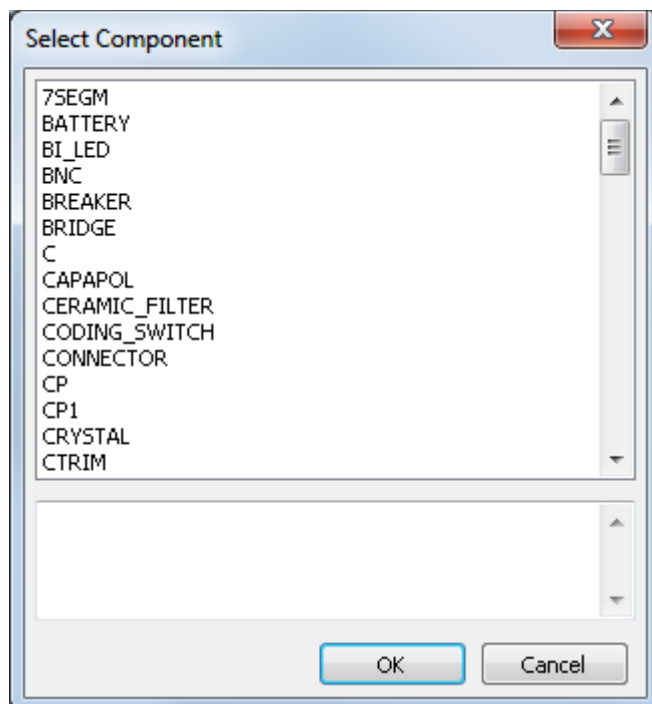 Select Component
7SEGM
BATTERY
BI_LED
BNC
BREAKER
BRIDGE
C
CAPAPOL
CERAMIC_FILTER
CODING_SWITCH
CONNECTOR
CP
CP1
CRYSTAL
CTRIM
OK
Cancel